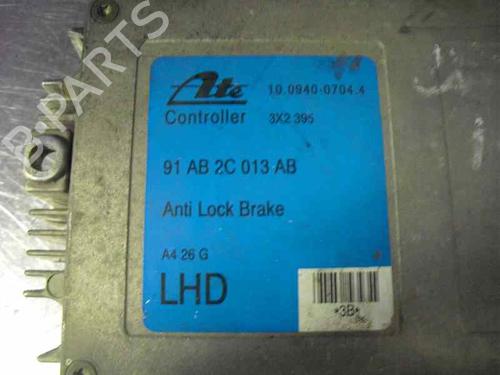 B-PARTS
Ate 10.0940-0704.4
Controller 3X2 395
91 AB 2C 013 AB
Anti Lock Brake
A4 26 G
LHD
*3B*